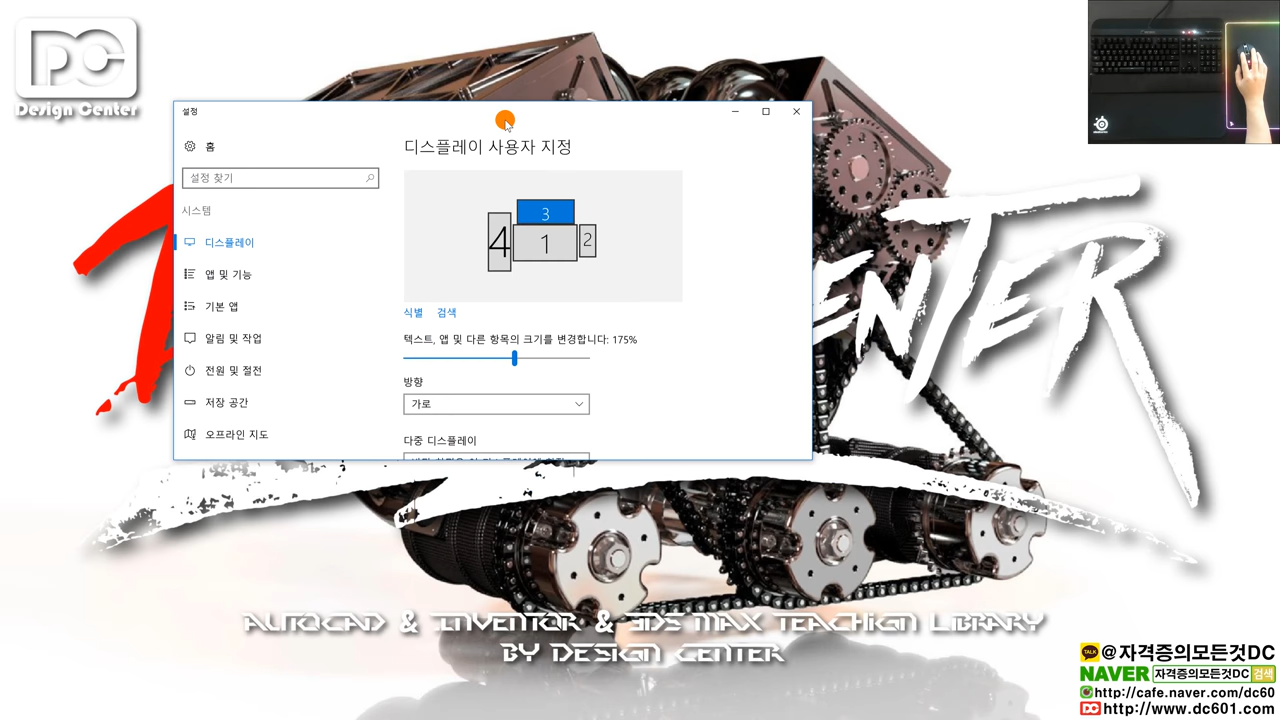 DC
Design Center
설정
홈
설정 찾기
시스템
디스플레이
앱 및 기능
기본 앱
알림 및 작업
전원 및 절전
저장 공간
오프라인 지도
디스플레이 사용자 지정
3
4
1
2
식별 검색
텍스트, 앱 및 다른 항목의 크기를 변경합니다: 175%
방향
가로
다중 디스플레이
ENTER
AUTOCAD & INVENTOR & 3DS MAX TEACHIGN LIBRARY
BY DESIGN CENTER
TALK @자격증의모든것DC
NAVER 자격증의모든것DC 검색
http://cafe.naver.com/dc60
DC http://www.dc601.com